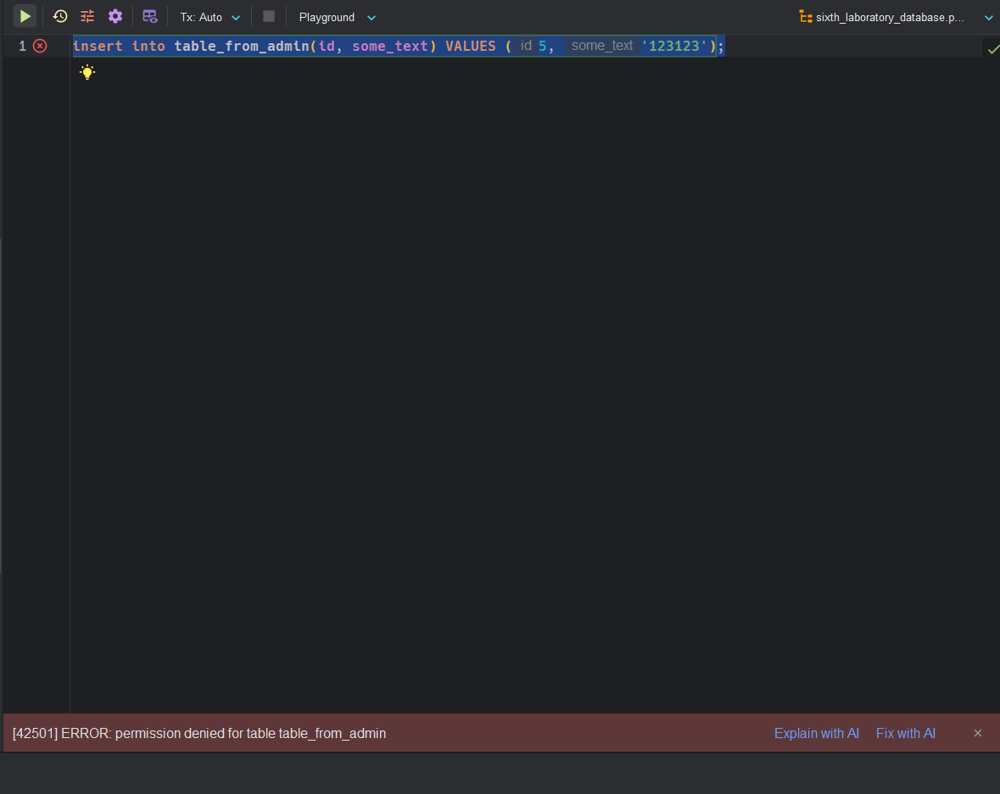 Tx: Auto Playground sixth_laboratory_database.p...
1 insert into table_from_admin(id, some_text) VALUES ( id 5, some_text '123123');
[42501] ERROR: permission denied for table table_from_admin Explain with AI Fix with AI